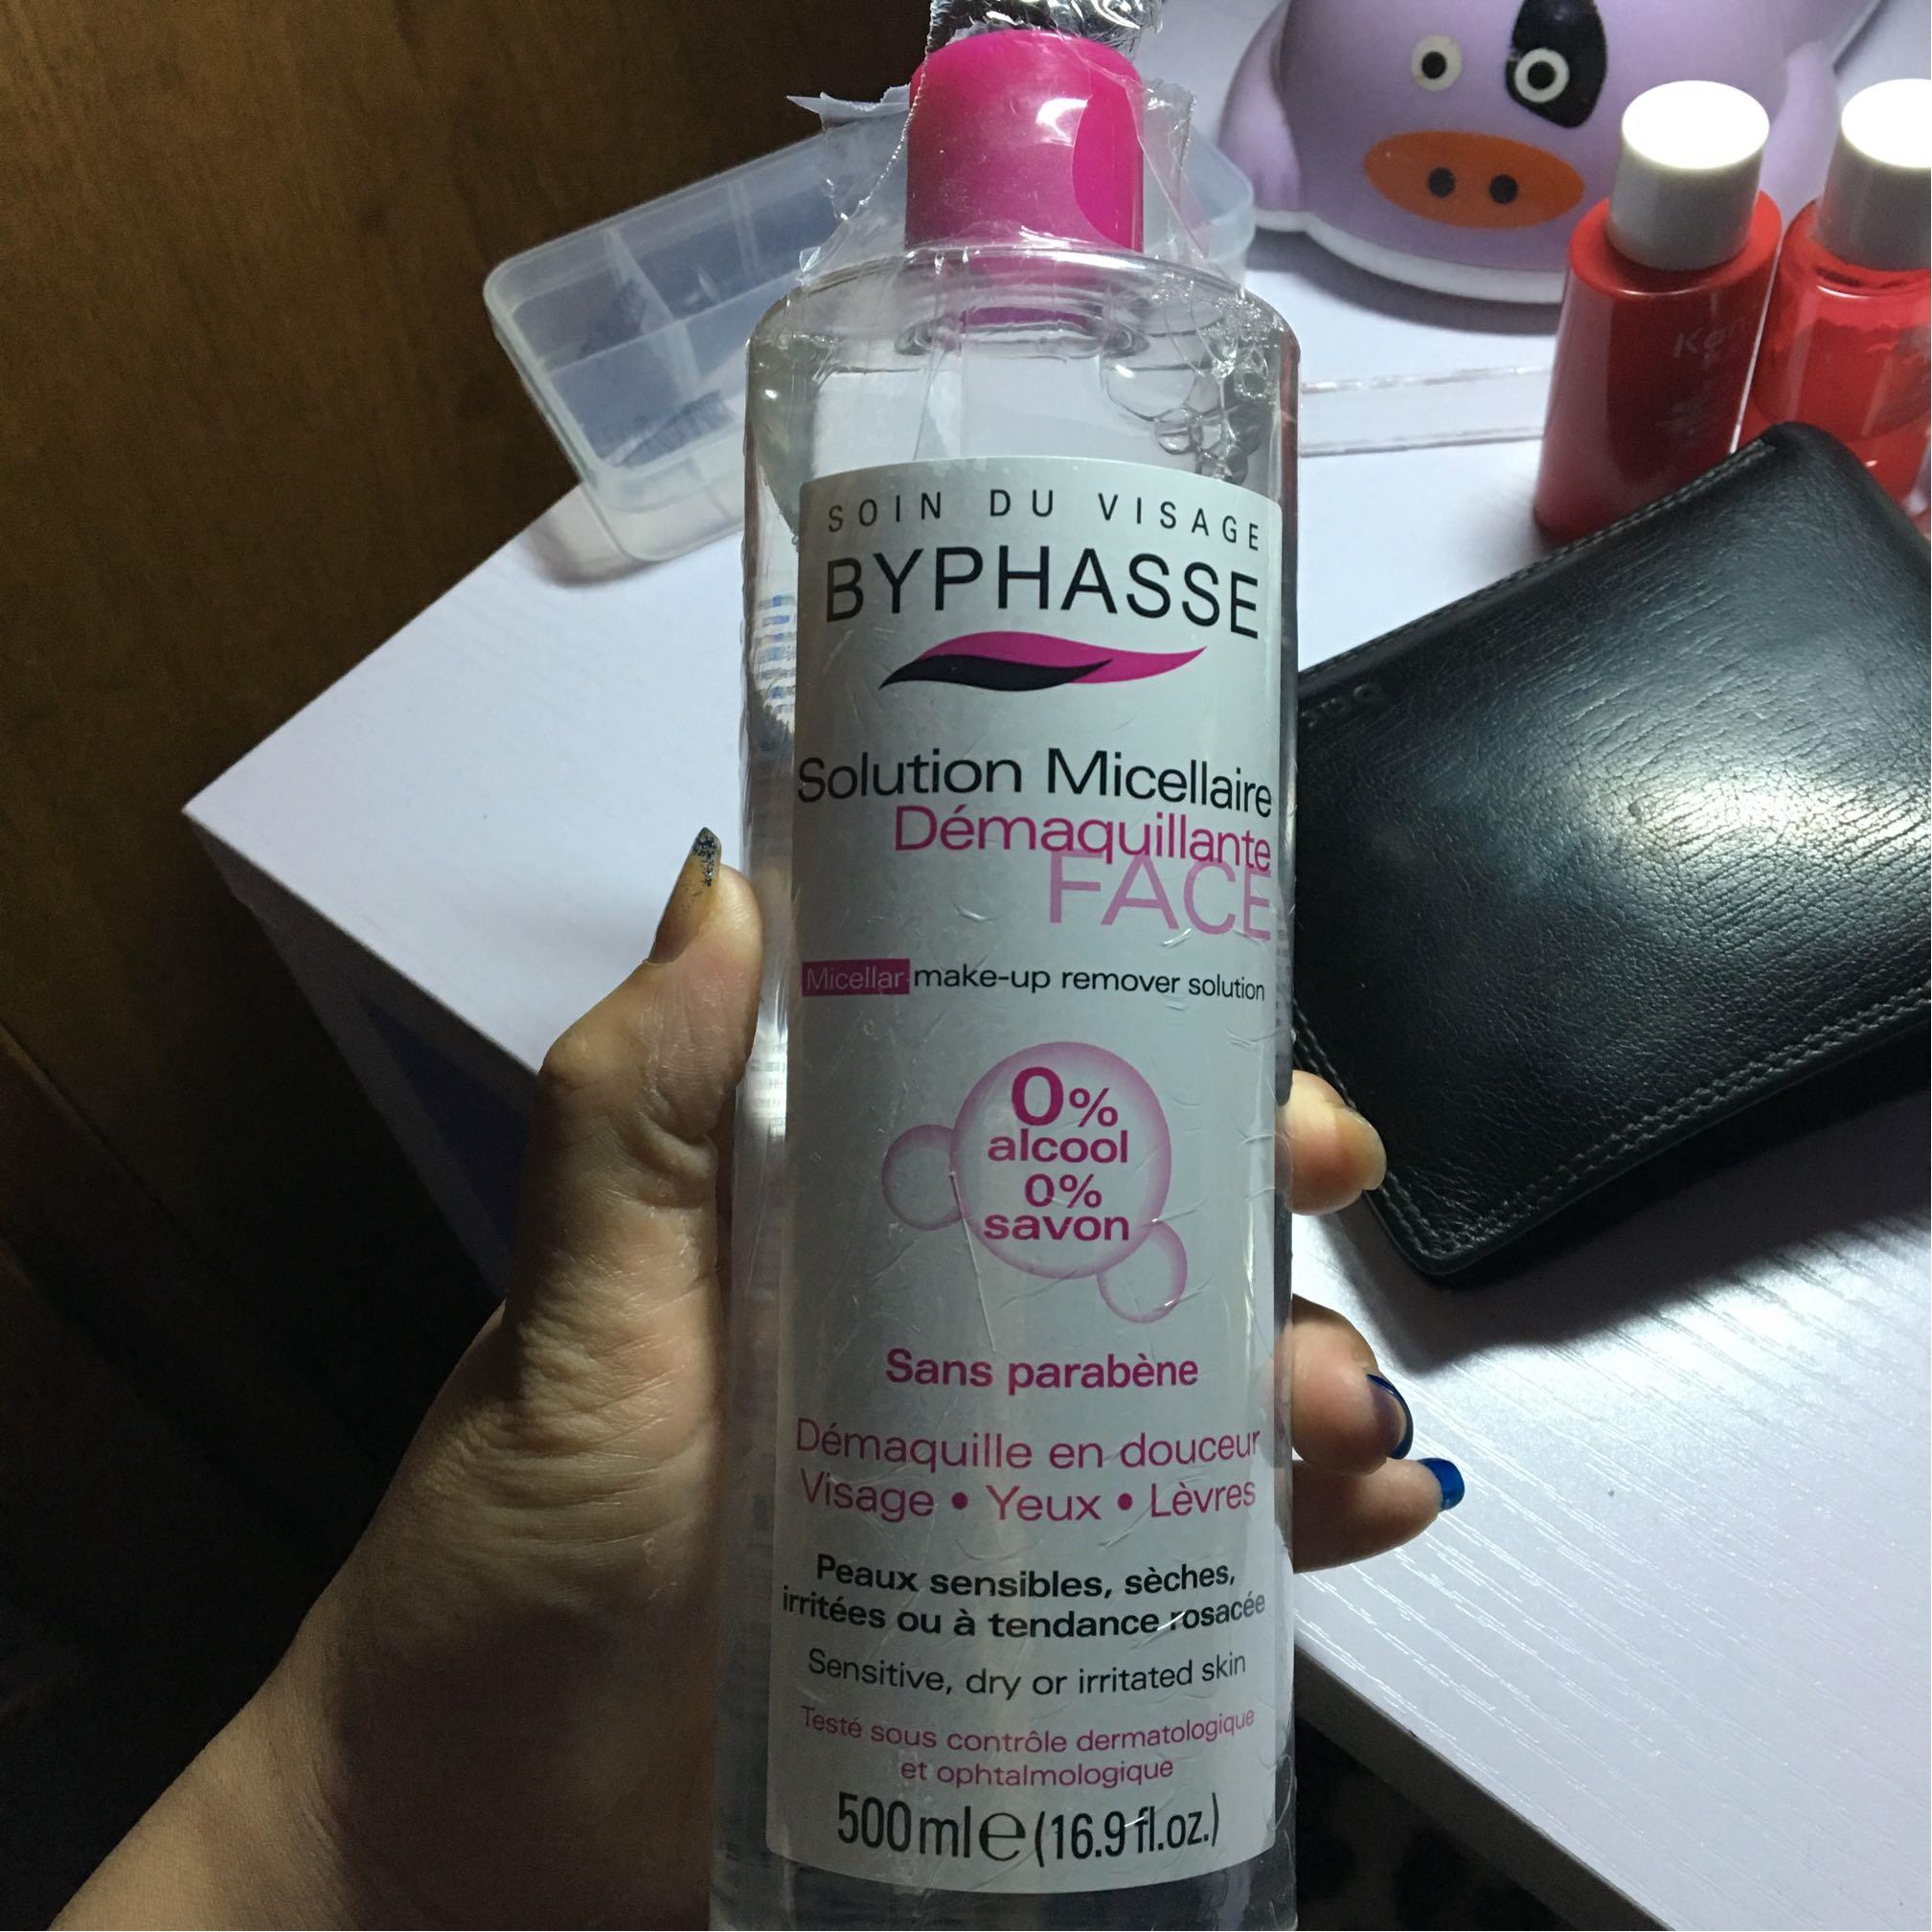 SOIN DU VISAGE
BYPHASSE
Solution Micellaire
Démaquillante
FACE
Micellar make-up remover solution
0%
alcool
0%
savon
Sans parabène
Démaquille en douceur
Visage • Yeux • Lèvres
Peaux sensibles, sèches,
irritées ou à tendance rosacée
Sensitive, dry or irritated skin
Testé sous contrôle dermatologique
et ophtalmologique
500ml℮(16.9fl.oz.)